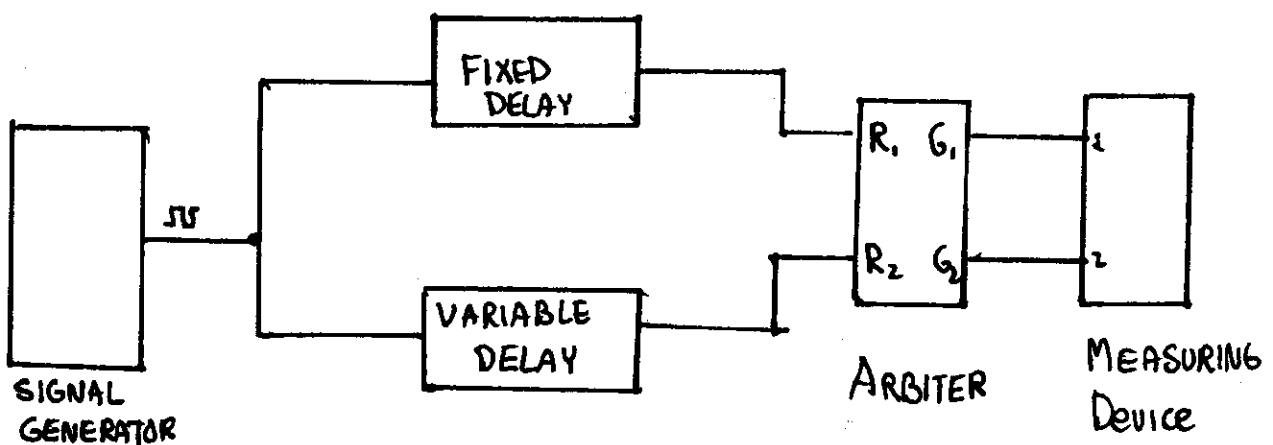 FIXED
DELAY
R₁ G₁
1
R₂ G₂
2
VARIABLE
DELAY
SIGNAL
GENERATOR
ARBITER
MEASURING
Device